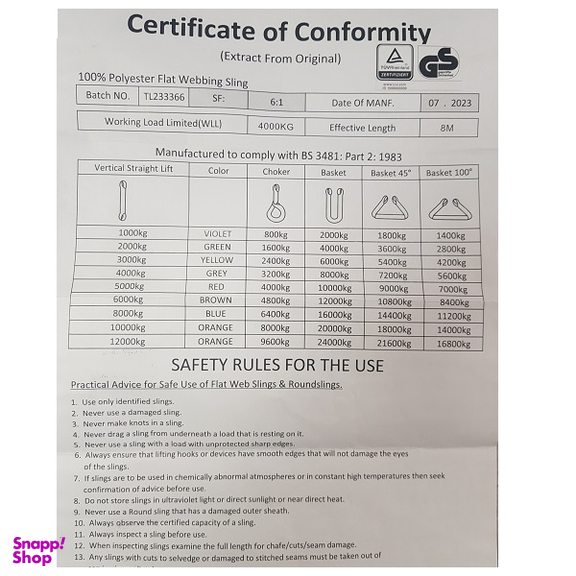 Certificate of Conformity
(Extract From Original)
TÜVRheinland
ZERTIFIZIERT
GS
100% Polyester Flat Webbing Sling
Batch NO. TL233366 SF: 6:1 Date Of MANF. 07 . 2023
Working Load Limited(WLL) 4000KG Effective Length 8M
Manufactured to comply with BS 3481: Part 2: 1983
Vertical Straight Lift Color Choker Basket Basket 45° Basket 100°
1000kg VIOLET 800kg 2000kg 1800kg 1400kg
2000kg GREEN 1600kg 4000kg 3600kg 2800kg
3000kg YELLOW 2400kg 6000kg 5400kg 4200kg
4000kg GREY 3200kg 8000kg 7200kg 5600kg
5000kg RED 4000kg 10000kg 9000kg 7000kg
6000kg BROWN 4800kg 12000kg 10800kg 8400kg
8000kg BLUE 6400kg 16000kg 14400kg 11200kg
10000kg ORANGE 8000kg 20000kg 18000kg 14000kg
12000kg ORANGE 9600kg 24000kg 21600kg 16800kg
SAFETY RULES FOR THE USE
Practical Advice for Safe Use of Flat Web Slings & Roundslings.
1. Use only identified slings.
2. Never use a damaged sling.
3. Never make knots in a sling.
4. Never drag a sling from underneath a load that is resting on it.
5. Never use a sling with a load with unprotected sharp edges.
6. Always ensure that lifting hooks or devices have smooth edges that will not damage the eyes
of the slings.
7. If slings are to be used in chemically abnormal atmospheres or in constant high temperatures then seek
confirmation of advice before use.
8. Do not store slings in ultraviolet light or direct sunlight or near direct heat.
9. Never use a Round sling that has a damaged outer sheath.
10. Always observe the certified capacity of a sling.
11. Always inspect a sling before use.
12. When inspecting slings examine the full length for chafe/cuts/seam damage.
13. Any slings with cuts to selvedge or damaged to stitched seams must be taken out of
Snapp!
Shop